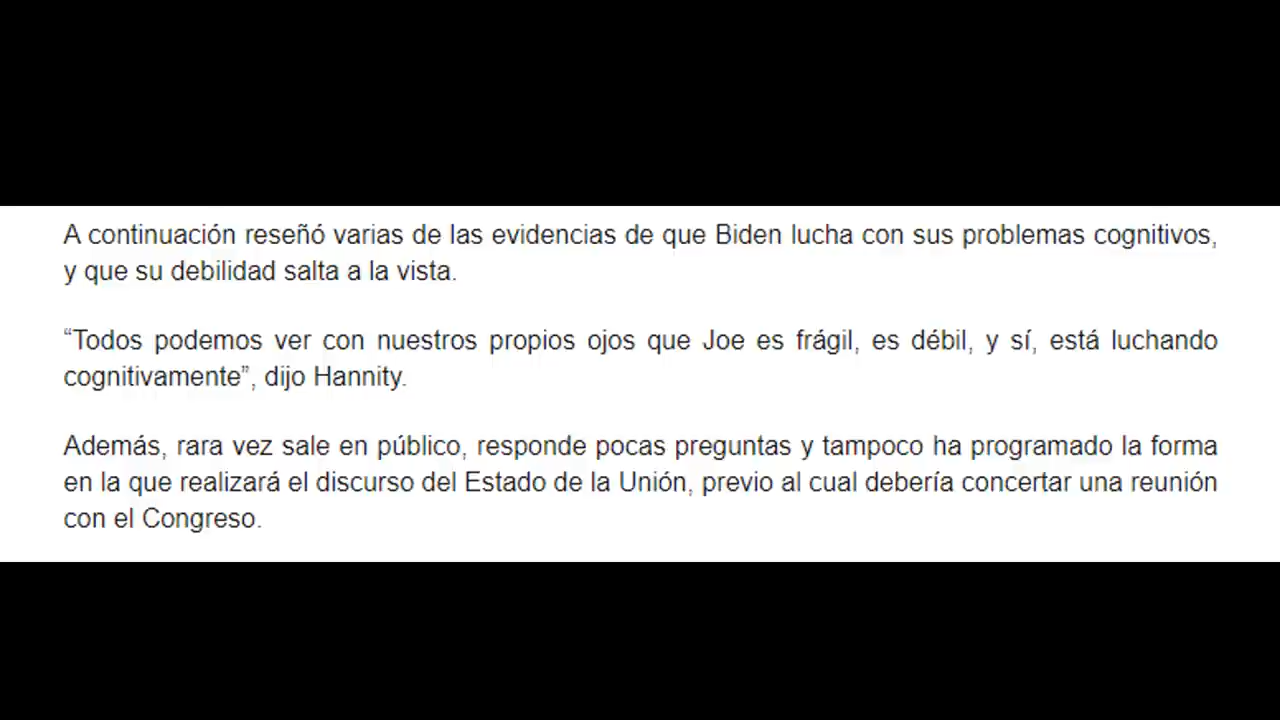 A continuación reseñó varias de las evidencias de que Biden lucha con sus problemas cognitivos,
y que su debilidad salta a la vista.
“Todos podemos ver con nuestros propios ojos que Joe es frágil, es débil, y sí, está luchando
cognitivamente”, dijo Hannity.
Además, rara vez sale en público, responde pocas preguntas y tampoco ha programado la forma
en la que realizará el discurso del Estado de la Unión, previo al cual debería concertar una reunión
con el Congreso.